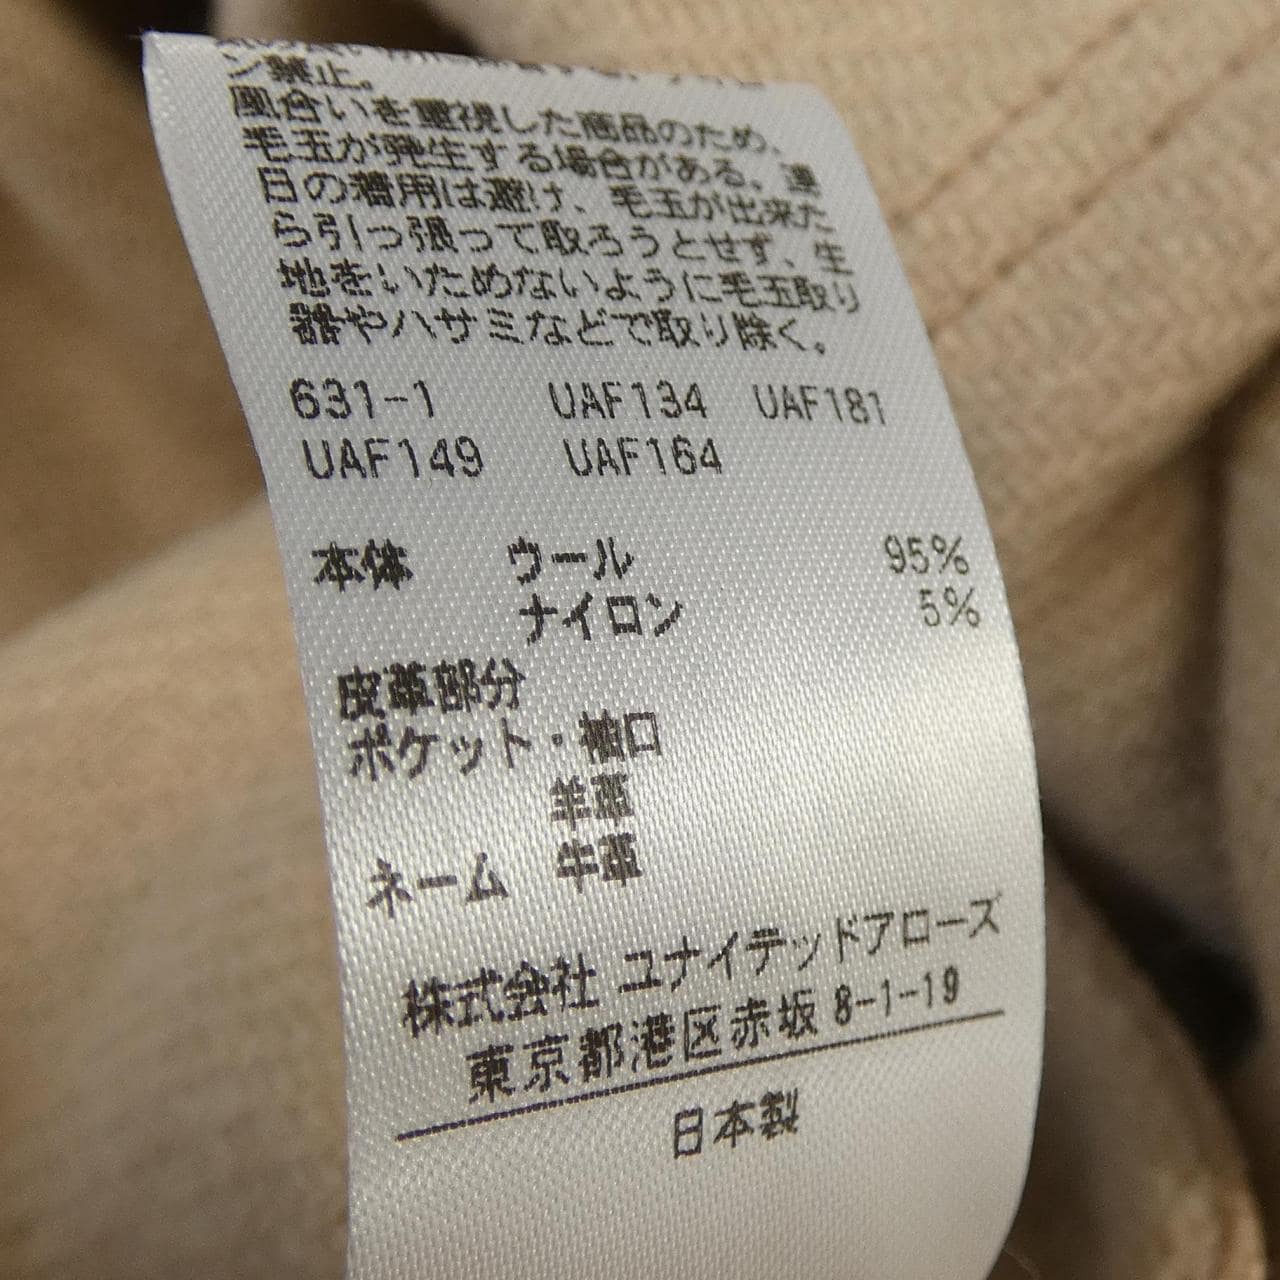 ン禁止。
風合いを重視した商品のため、
毛玉が発生する場合がある。連
日の着用は避け、毛玉が出来た
ら引っ張って取ろうとせず、生
地をいためないように毛玉取り
器やハサミなどで取り除く。
631-1 UAF134 UAF181
UAF149 UAF164
本体 ウール 95%
ナイロン 5%
皮革部分
ポケット・袖口
羊革
ネーム 牛革
株式会社 ユナイテッドアローズ
東京都港区赤坂 8-1-19
日本製